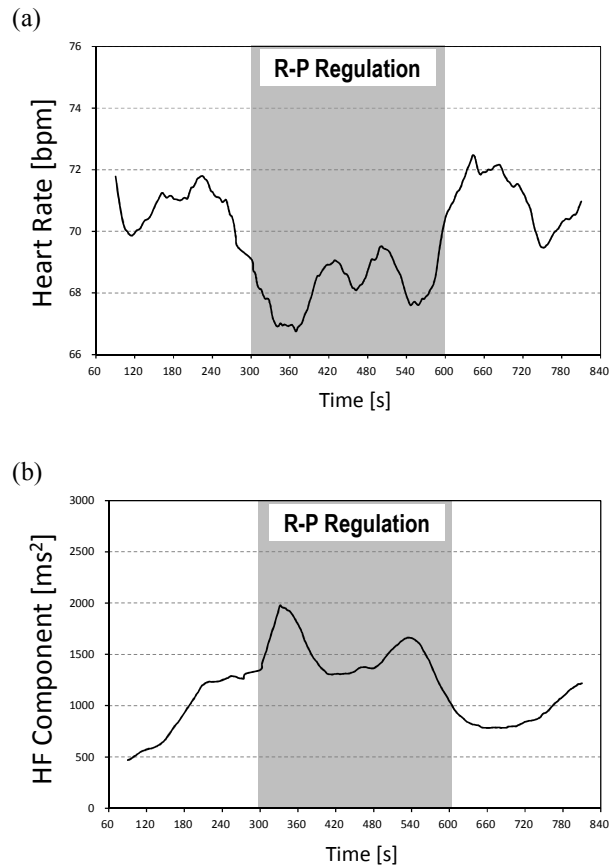 (a)
76
74
72
70
68
66
Heart Rate [bpm]
R-P Regulation
60 120 180 240 300 360 420 480 540 600 660 720 780 840
Time [s]
(b)
3000
2500
2000
1500
1000
500
0
HF Component [ms²]
R-P Regulation
60 120 180 240 300 360 420 480 540 600 660 720 780 840
Time [s]